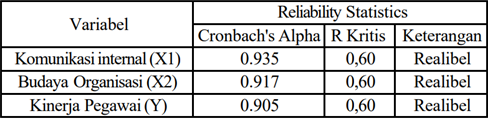 Variabel Reliability Statistics
Cronbach's Alpha R Kritis Keterangan
Komunikasi internal (X1) 0.935 0,60 Realibel
Budaya Organisasi (X2) 0.917 0,60 Realibel
Kinerja Pegawai (Y) 0.905 0,60 Realibel